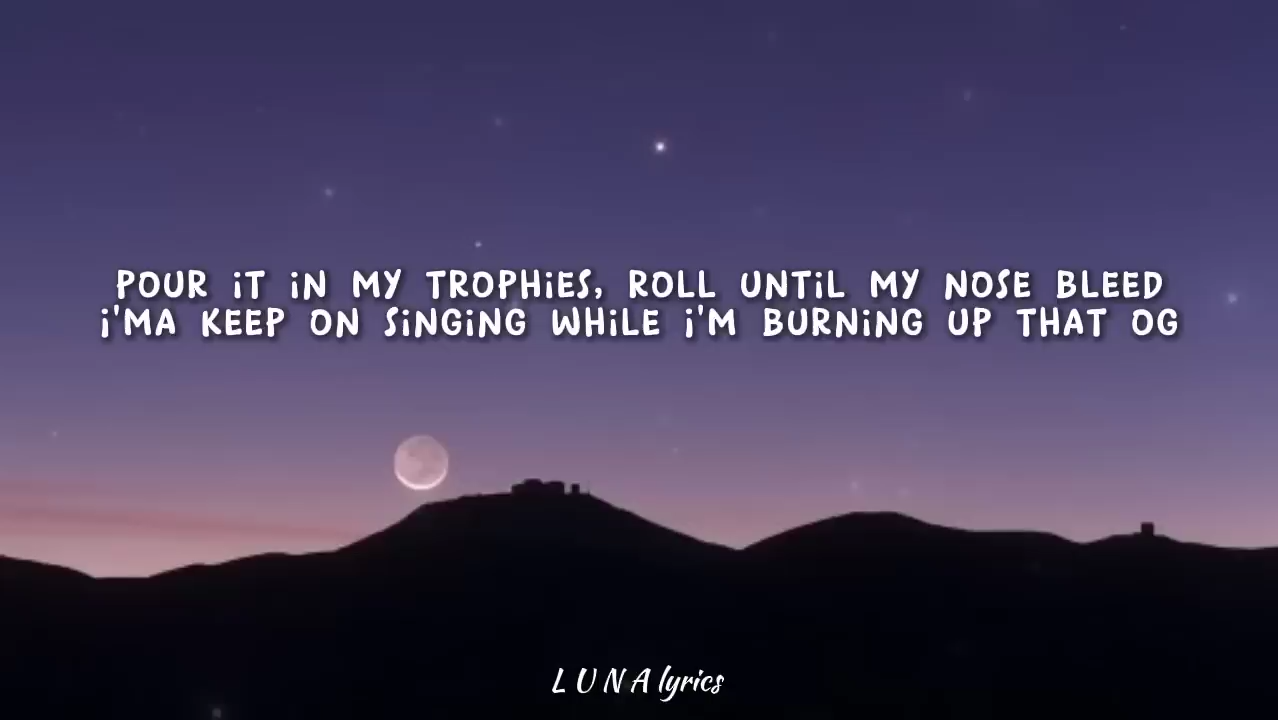 POUR iT iN MY TROPHiES, ROLL UNTiL MY NOSE BLEED
i'MA KEEP ON SiNGiNG WHiLE i'M BURNiNG UP THAT OG
L U N A lyrics